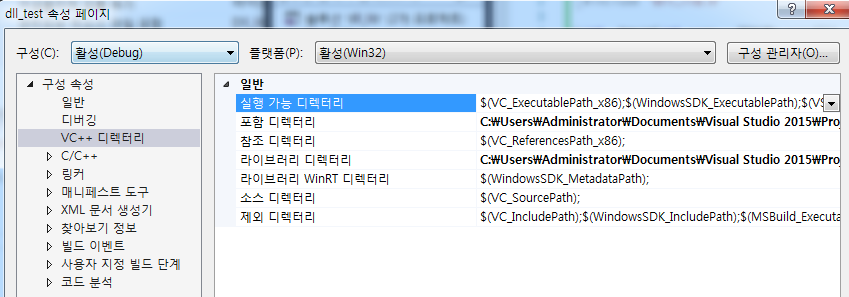 dll_test 속성 페이지
구성(C): 활성(Debug) 플랫폼(P): 활성(Win32) 구성 관리자(O)...
구성 속성
일반
디버깅
VC++ 디렉터리
C/C++
링커
매니페스트 도구
XML 문서 생성기
찾아보기 정보
빌드 이벤트
사용자 지정 빌드 단계
코드 분석
일반
실행 가능 디렉터리 $(VC_ExecutablePath_x86);$(WindowsSDK_ExecutablePath);$(VS
포함 디렉터리 C:₩Users₩Administrator₩Documents₩Visual Studio 2015₩Proj
참조 디렉터리 $(VC_ReferencesPath_x86);
라이브러리 디렉터리 C:₩Users₩Administrator₩Documents₩Visual Studio 2015₩Proj
라이브러리 WinRT 디렉터리 $(WindowsSDK_MetadataPath);
소스 디렉터리 $(VC_SourcePath);
제외 디렉터리 $(VC_IncludePath);$(WindowsSDK_IncludePath);$(MSBuild_Executa